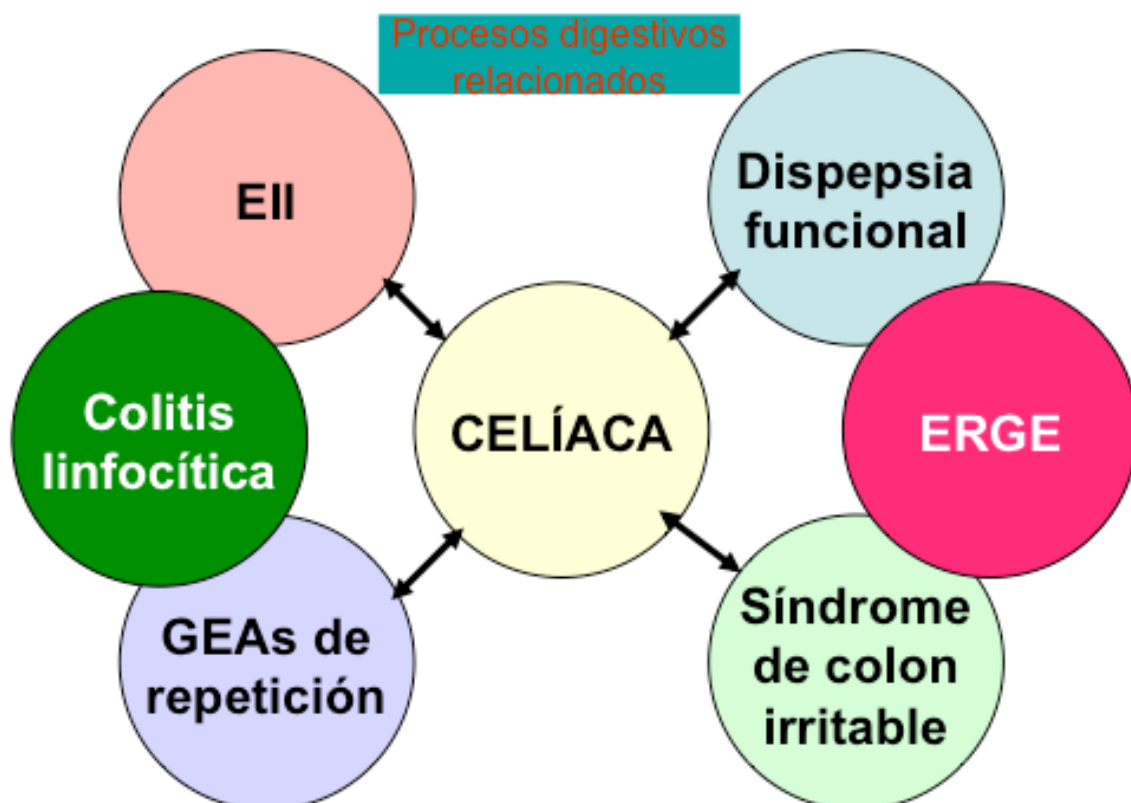 Procesos digestivos
relacionados
EII
Dispepsia
funcional
Colitis
linfocítica
CELÍACA
ERGE
GEAs de
repetición
Síndrome
de colon
irritable